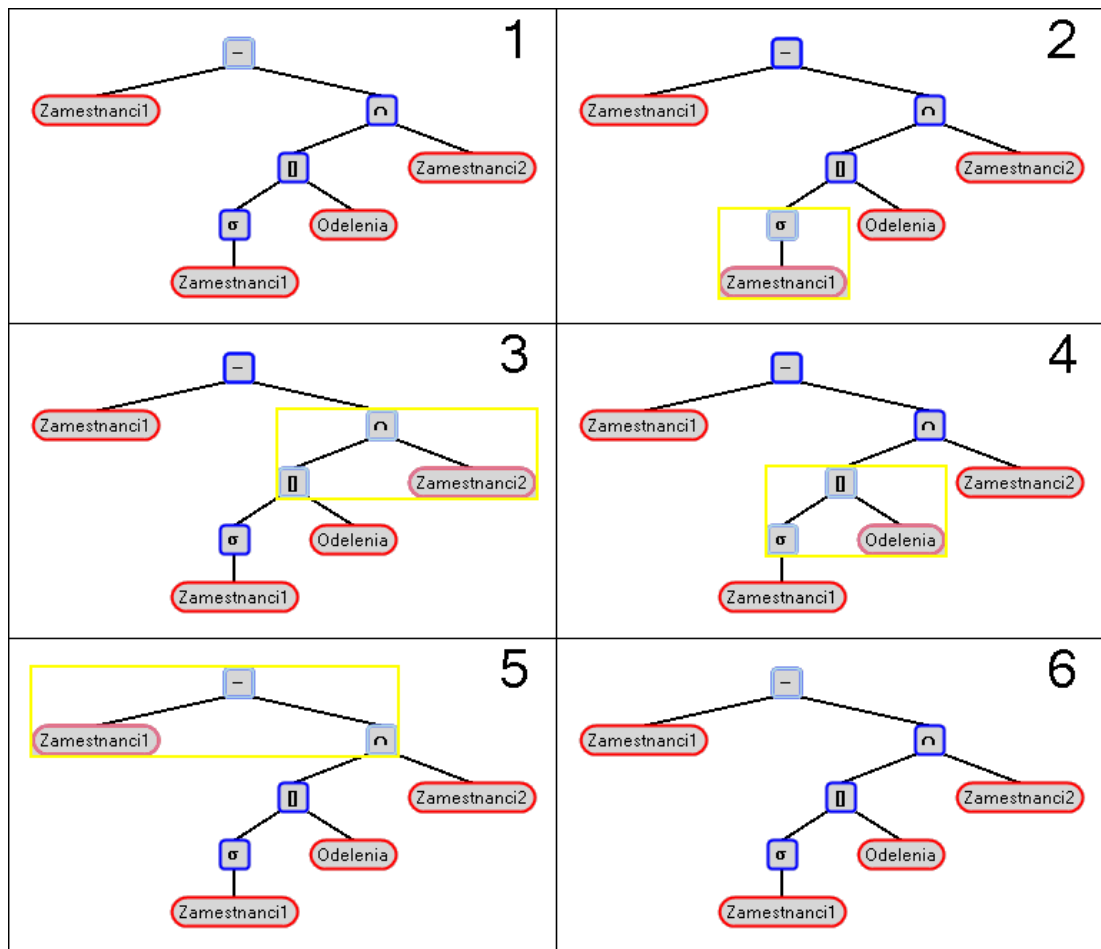 1
−
Zamestnanci1
∩
[]
Zamestnanci2
σ
Odelenia
Zamestnanci1
2
−
Zamestnanci1
∩
[]
Zamestnanci2
σ
Odelenia
Zamestnanci1
3
−
Zamestnanci1
∩
[]
Zamestnanci2
σ
Odelenia
Zamestnanci1
4
−
Zamestnanci1
∩
[]
Zamestnanci2
σ
Odelenia
Zamestnanci1
5
−
Zamestnanci1
∩
[]
Zamestnanci2
σ
Odelenia
Zamestnanci1
6
−
Zamestnanci1
∩
[]
Zamestnanci2
σ
Odelenia
Zamestnanci1